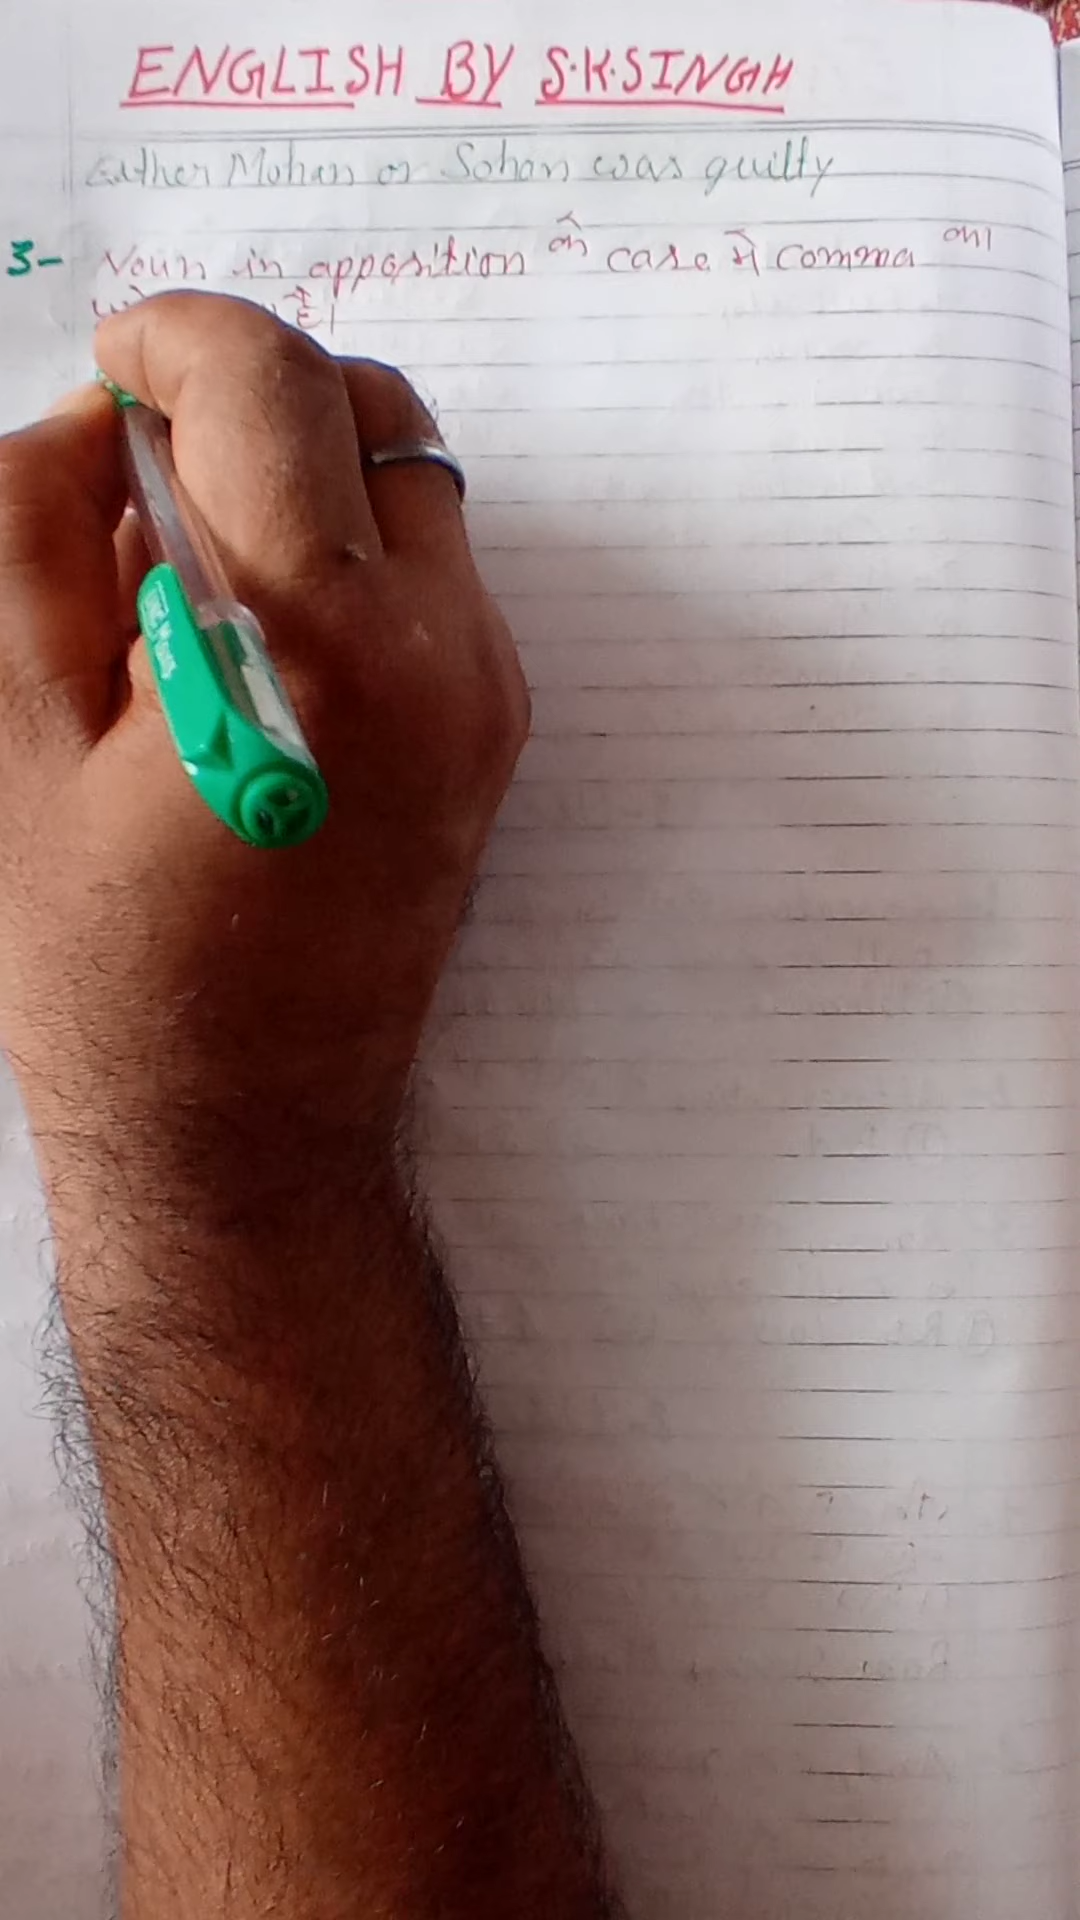 ENGLISH BY S.K.SINGH
Either Mohan or Sohan was guilty
3- Noun in apposition के case में comma का
है।